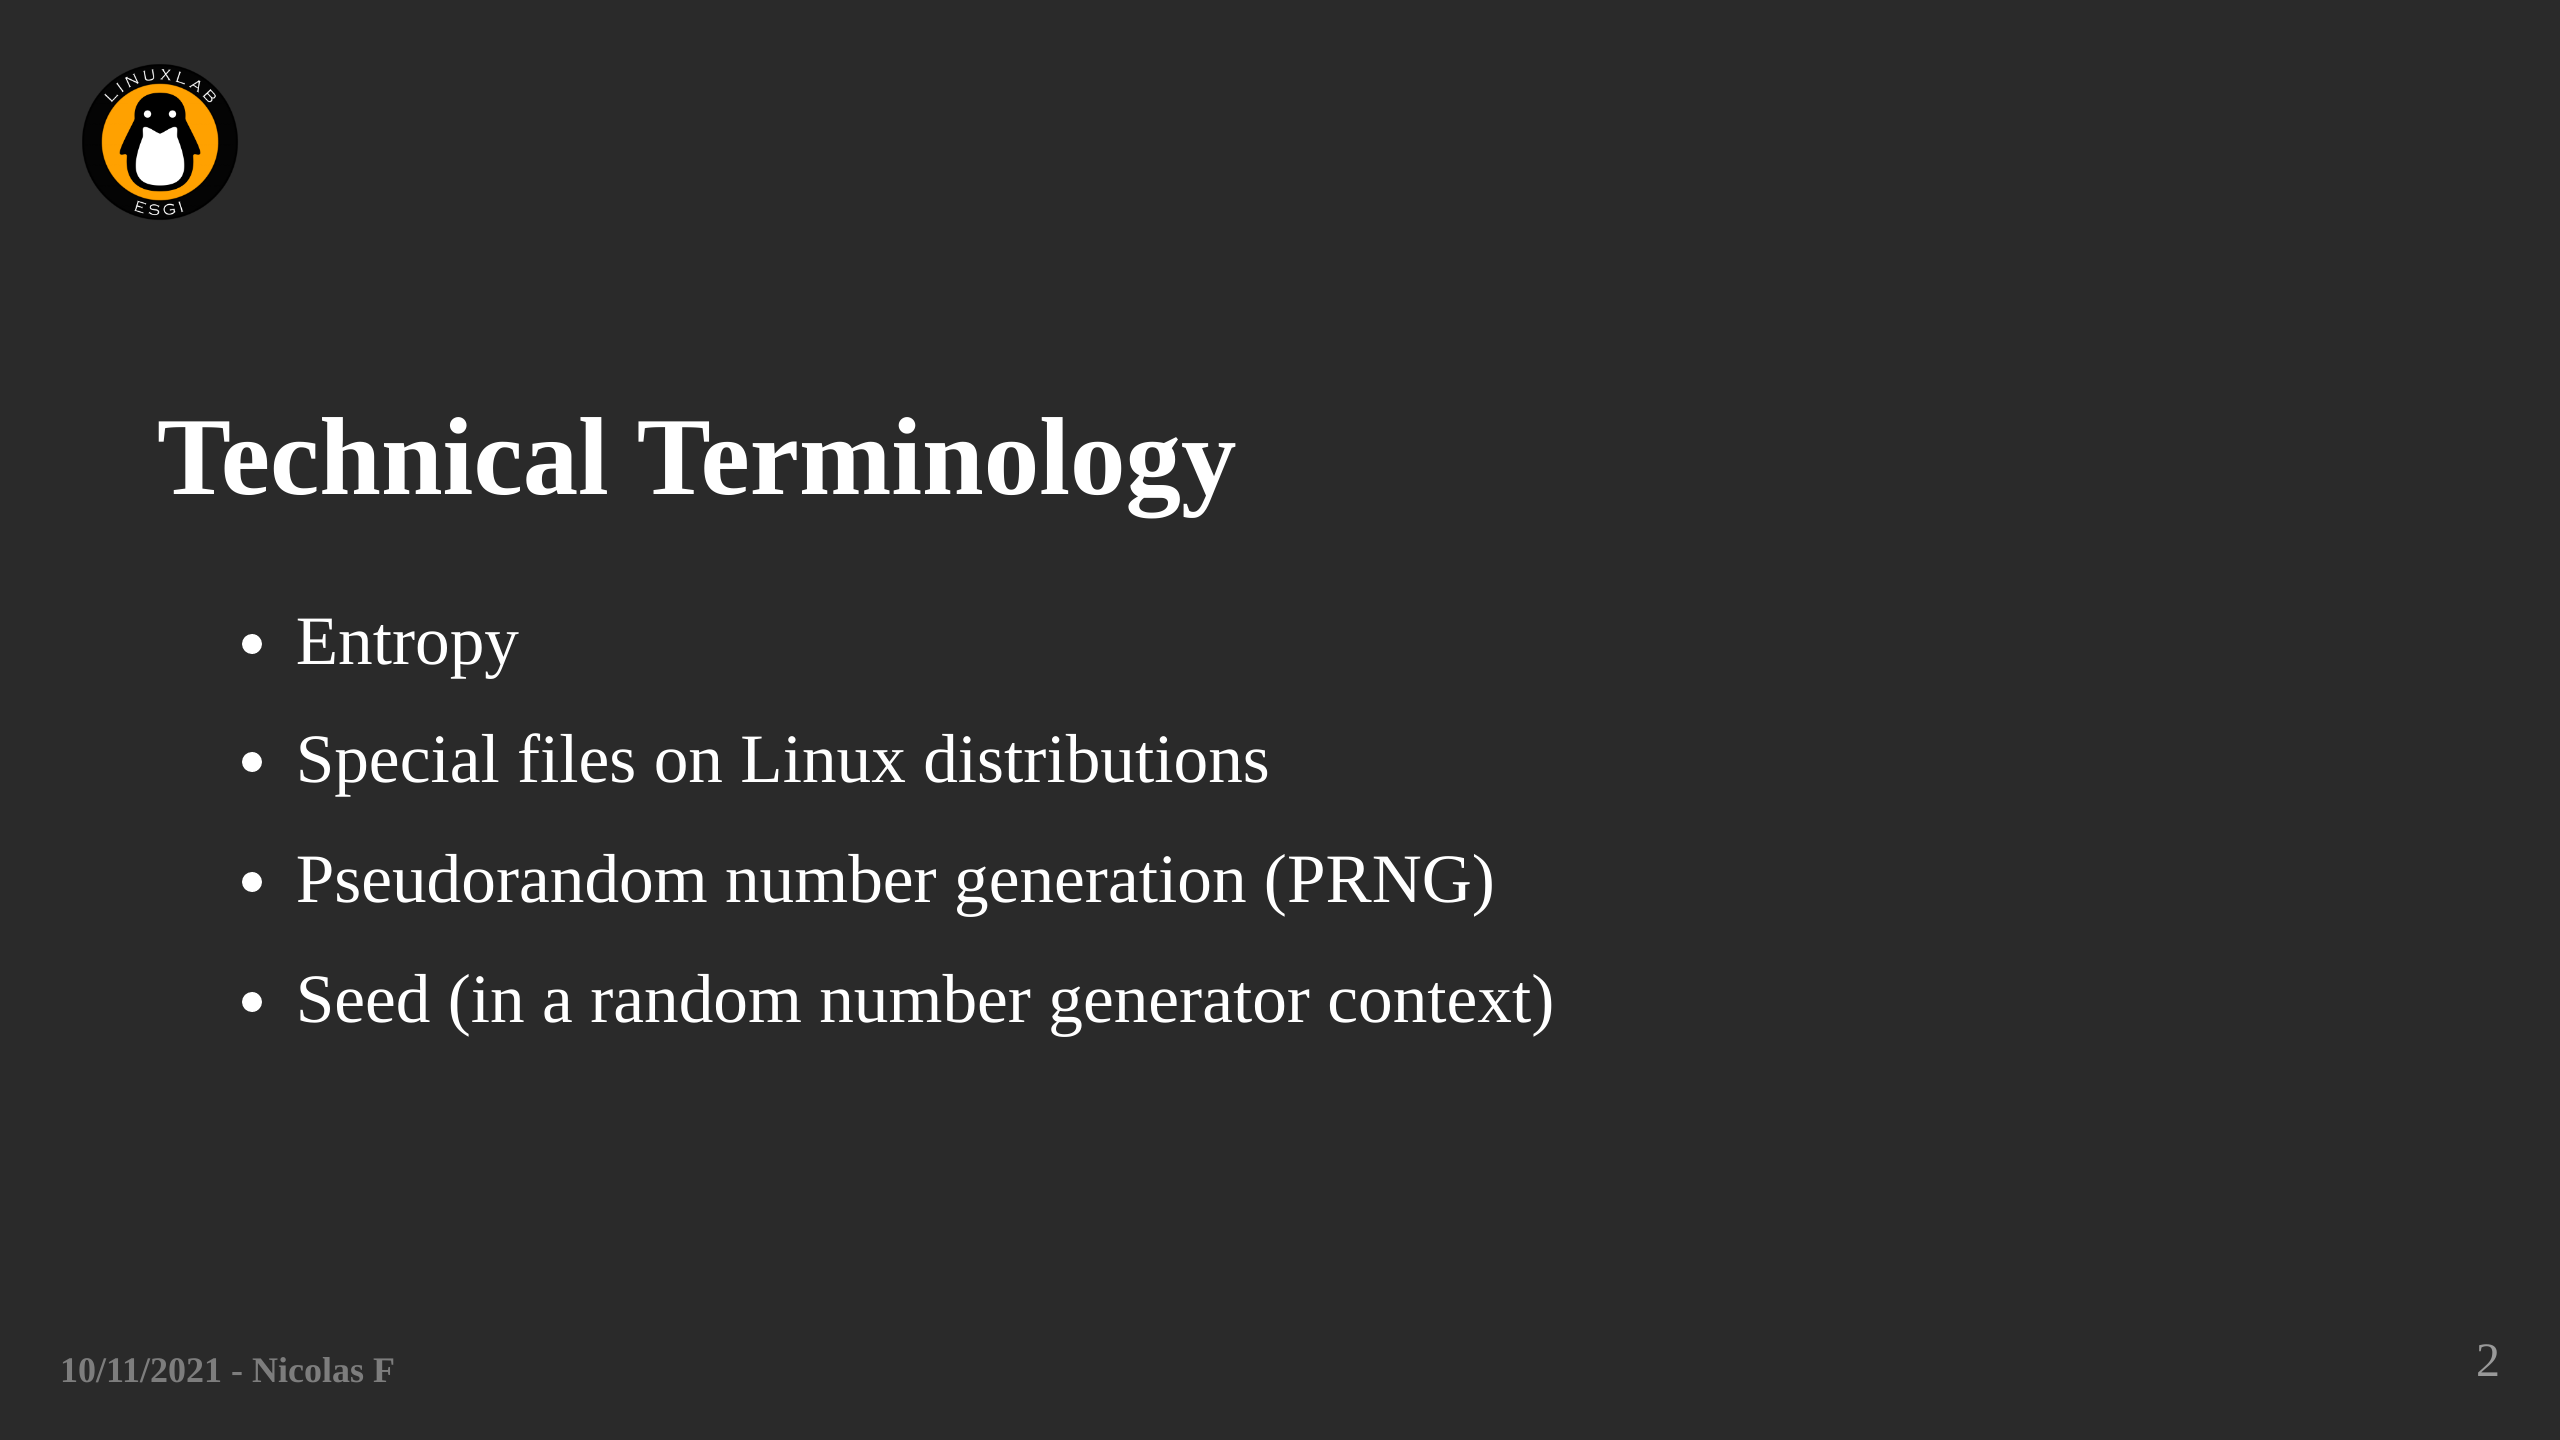 LINUXLAB
ESGI
Technical Terminology
• Entropy
• Special files on Linux distributions
• Pseudorandom number generation (PRNG)
• Seed (in a random number generator context)
10/11/2021 - Nicolas F
2